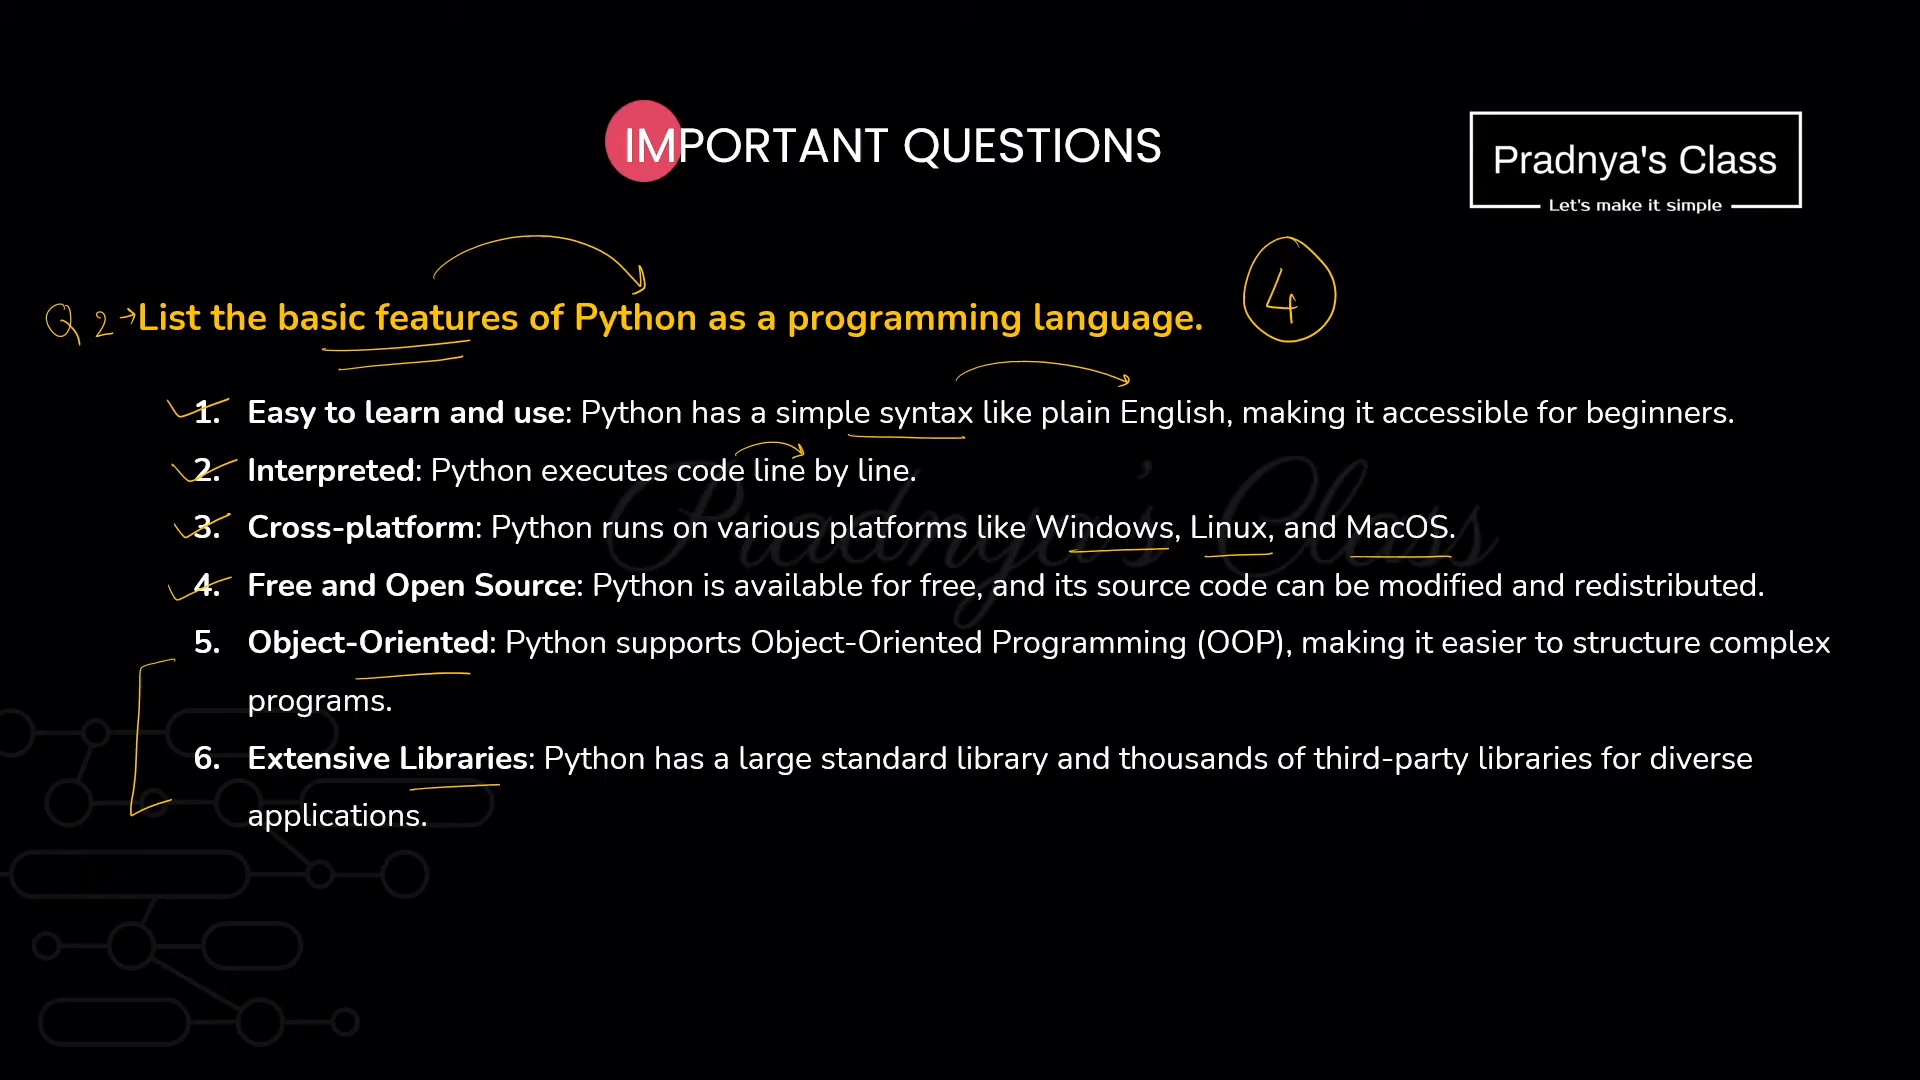 IMPORTANT QUESTIONS
Pradnya's Class
Let's make it simple
4
Q 2→List the basic features of Python as a programming language.
1. Easy to learn and use: Python has a simple syntax like plain English, making it accessible for beginners.
2. Interpreted: Python executes code line by line.
3. Cross-platform: Python runs on various platforms like Windows, Linux, and MacOS.
4. Free and Open Source: Python is available for free, and its source code can be modified and redistributed.
5. Object-Oriented: Python supports Object-Oriented Programming (OOP), making it easier to structure complex
programs.
6. Extensive Libraries: Python has a large standard library and thousands of third-party libraries for diverse
applications.
Pradnya's Class